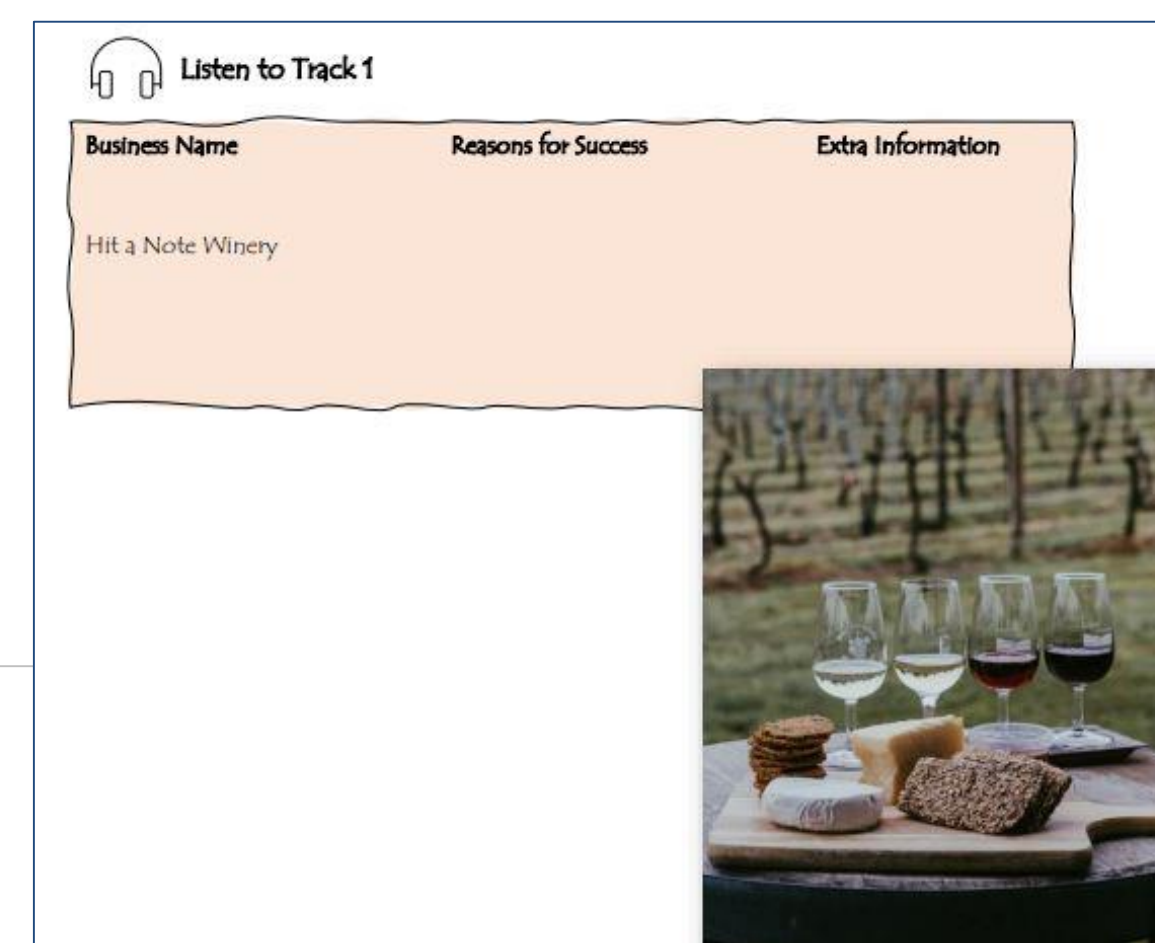 Listen to Track 1
Business Name Reasons for Success Extra Information
Hit a Note Winery